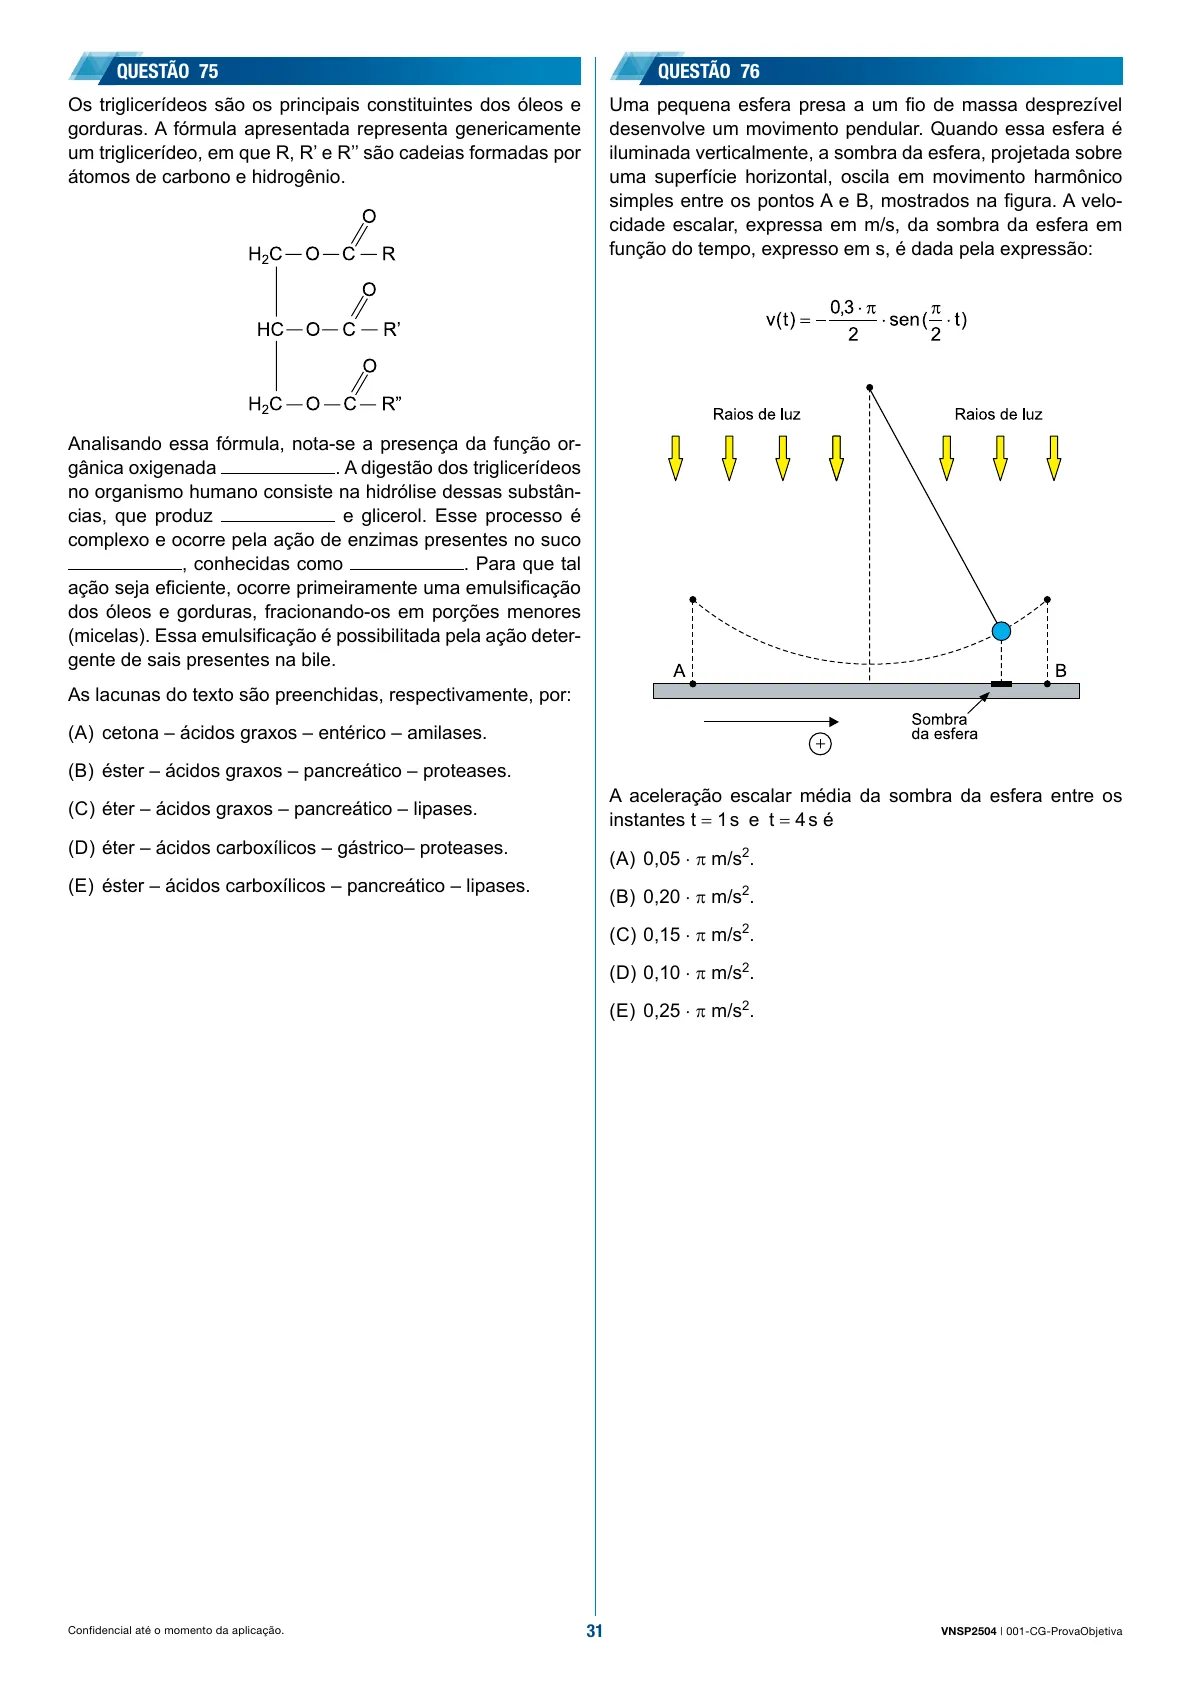 QUESTÃO 75
Os triglicerídeos são os principais constituintes dos óleos e
gorduras. A fórmula apresentada representa genericamente
um triglicerídeo, em que R, R’ e R’’ são cadeias formadas por
átomos de carbono e hidrogênio.
O
H₂C — O — C — R
O
HC — O — C — R’
O
H₂C — O — C — R”
Analisando essa fórmula, nota-se a presença da função or-
gânica oxigenada ___________. A digestão dos triglicerídeos
no organismo humano consiste na hidrólise dessas substân-
cias, que produz ___________ e glicerol. Esse processo é
complexo e ocorre pela ação de enzimas presentes no suco
___________, conhecidas como ___________. Para que tal
ação seja eficiente, ocorre primeiramente uma emulsificação
dos óleos e gorduras, fracionando-os em porções menores
(micelas). Essa emulsificação é possibilitada pela ação deter-
gente de sais presentes na bile.
As lacunas do texto são preenchidas, respectivamente, por:
(A) cetona – ácidos graxos – entérico – amilases.
(B) éster – ácidos graxos – pancreático – proteases.
(C) éter – ácidos graxos – pancreático – lipases.
(D) éter – ácidos carboxílicos – gástrico– proteases.
(E) éster – ácidos carboxílicos – pancreático – lipases.
QUESTÃO 76
Uma pequena esfera presa a um fio de massa desprezível
desenvolve um movimento pendular. Quando essa esfera é
iluminada verticalmente, a sombra da esfera, projetada sobre
uma superfície horizontal, oscila em movimento harmônico
simples entre os pontos A e B, mostrados na figura. A velo-
cidade escalar, expressa em m/s, da sombra da esfera em
função do tempo, expresso em s, é dada pela expressão:
v(t) = − 0,3 · π / 2 · sen( π / 2 · t)
Raios de luz Raios de luz
A B
Sombra
da esfera
+
A aceleração escalar média da sombra da esfera entre os
instantes t = 1 s e t = 4 s é
(A) 0,05 · π m/s².
(B) 0,20 · π m/s².
(C) 0,15 · π m/s².
(D) 0,10 · π m/s².
(E) 0,25 · π m/s².
Confidencial até o momento da aplicação. 31 VNSP2504 | 001-CG-ProvaObjetiva